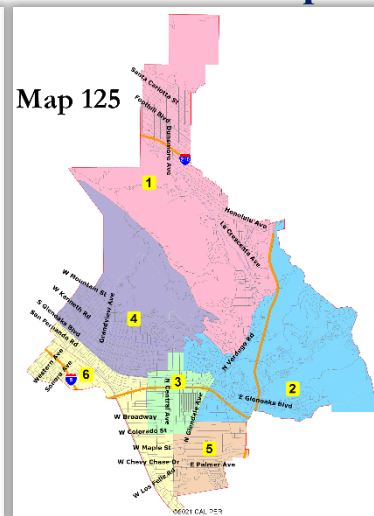 Map 125
Santa Carlotta St
Foothill Blvd
Dunsmore Ave
1
Honolulu Ave
La Crescenta Ave
W Mountain St
W Kenneth Rd
Grandview Ave
S Glenoaks Blvd
San Fernando Rd
4
N Verdugo Rd
Western Ave
Sonora Ave
6
5
3
N Central Ave
N Glendale Ave
2
E Glenoaks Blvd
W Broadway
W Colorado St
W Maple St
5
W Chevy Chase Dr
E Palmer Ave
W Los Feliz Rd
©2021 CALIPER